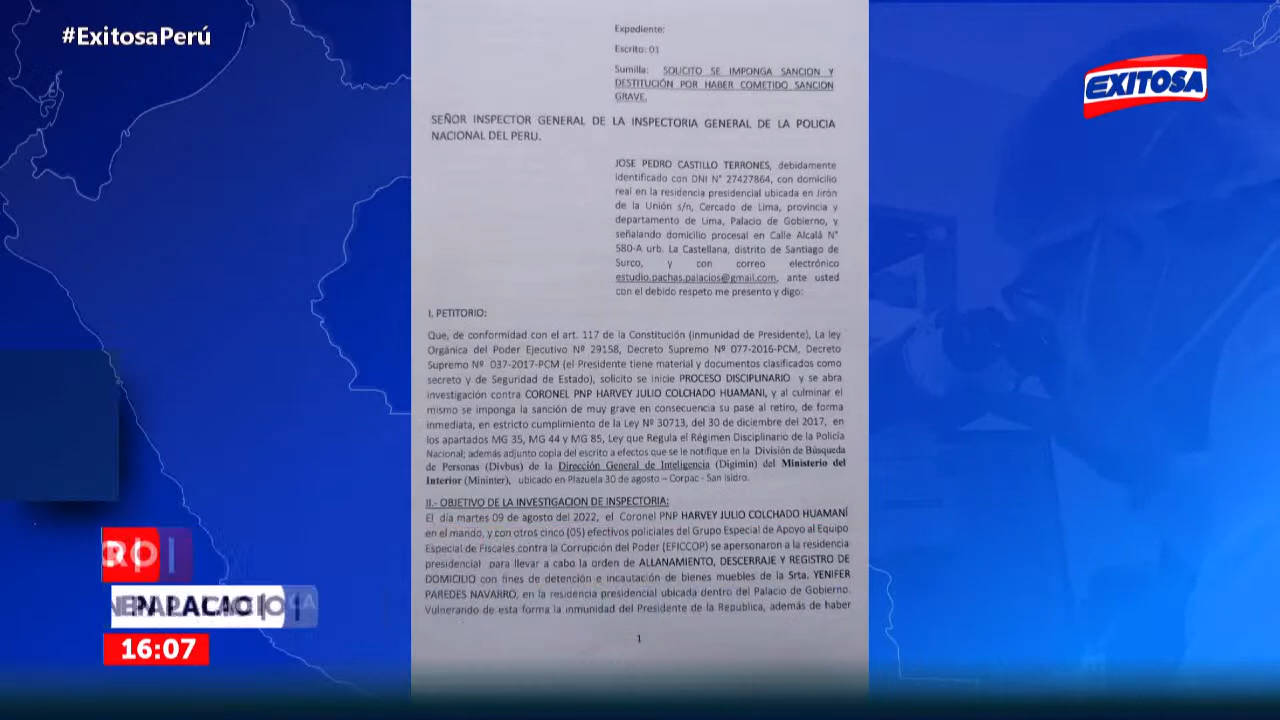 #ExitosaPerú
EXITOSA
Expediente:
Escrito: 01
Sumilla: SOLICITO SE IMPONGA SANCION Y
DESTITUCIÓN POR HABER COMETIDO SANCION
GRAVE.
SEÑOR INSPECTOR GENERAL DE LA INSPECTORIA GENERAL DE LA POLICIA
NACIONAL DEL PERU.
JOSE PEDRO CASTILLO TERRONES, debidamente
identificado con DNI N° 27427864, con domicilio
real en la residencia presidencial ubicada en Jirón
de la Unión s/n, Cercado de Lima, provincia y
departamento de Lima, Palacio de Gobierno, y
señalando domicilio procesal en Calle Alcalá N°
580-A urb. La Castellana, distrito de Santiago de
Surco, y con correo electrónico
estudio.pachas.palacios@gmail.com, ante usted
con el debido respeto me presento y digo:
I. PETITORIO:
Que, de conformidad con el art. 117 de la Constitución (inmunidad de Presidente), La ley
Orgánica del Poder Ejecutivo Nº 29158, Decreto Supremo Nº 077-2016-PCM, Decreto
Supremo Nº 037-2017-PCM (el Presidente tiene material y documentos clasificados como
secreto y de Seguridad de Estado), solicito se inicie PROCESO DISCIPLINARIO y se abra
investigación contra CORONEL PNP HARVEY JULIO COLCHADO HUAMANI, y al culminar el
mismo se imponga la sanción de muy grave en consecuencia su pase al retiro, de forma
inmediata, en estricto cumplimiento de la Ley Nº 30713, del 30 de diciembre del 2017, en
los apartados MG 35, MG 44 y MG 85, Ley que Regula el Régimen Disciplinario de la Policía
Nacional; además adjunto copia del escrito a efectos que se le notifique en la División de Búsqueda
de Personas (Divbus) de la Dirección General de Inteligencia (Digimin) del Ministerio del
Interior (Mininter), ubicado en Plazuela 30 de agosto – Corpac - San Isidro.
II.- OBJETIVO DE LA INVESTIGACION DE INSPECTORIA:
El día martes 09 de agosto del 2022, el Coronel PNP HARVEY JULIO COLCHADO HUAMANÍ
en el mando, y con otros cinco (05) efectivos policiales del Grupo Especial de Apoyo al Equipo
Especial de Fiscales contra la Corrupción del Poder (EFICCOP) se apersonaron a la residencia
presidencial para llevar a cabo la orden de ALLANAMIENTO, DESCERRAJE Y REGISTRO DE
DOMICILIO con fines de detención e incautación de bienes muebles de la Srta. YENIFER
PAREDES NAVARRO, en la residencia presidencial ubicada dentro del Palacio de Gobierno.
Vulnerando de esta forma la inmunidad del Presidente de la Republica, además de haber
1
16:07